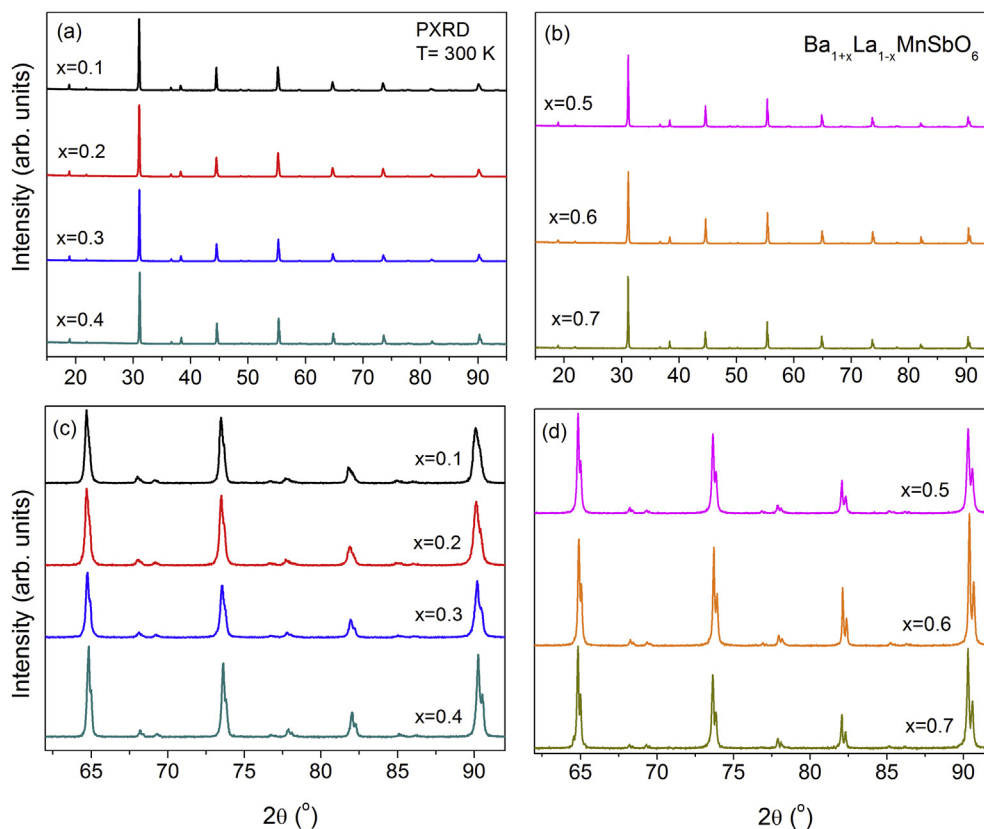 (a)
PXRD
T= 300 K
x=0.1
x=0.2
x=0.3
x=0.4
15 20 30 40 50 60 70 80 90
Intensity (arb. units)
(b)
Ba1+xLa1-xMnSbO6
x=0.5
x=0.6
x=0.7
15 20 30 40 50 60 70 80 90
(c)
x=0.1
x=0.2
x=0.3
x=0.4
65 70 75 80 85 90
Intensity (arb. units)
2θ (o)
(d)
x=0.5
x=0.6
x=0.7
65 70 75 80 85 90
2θ (o)